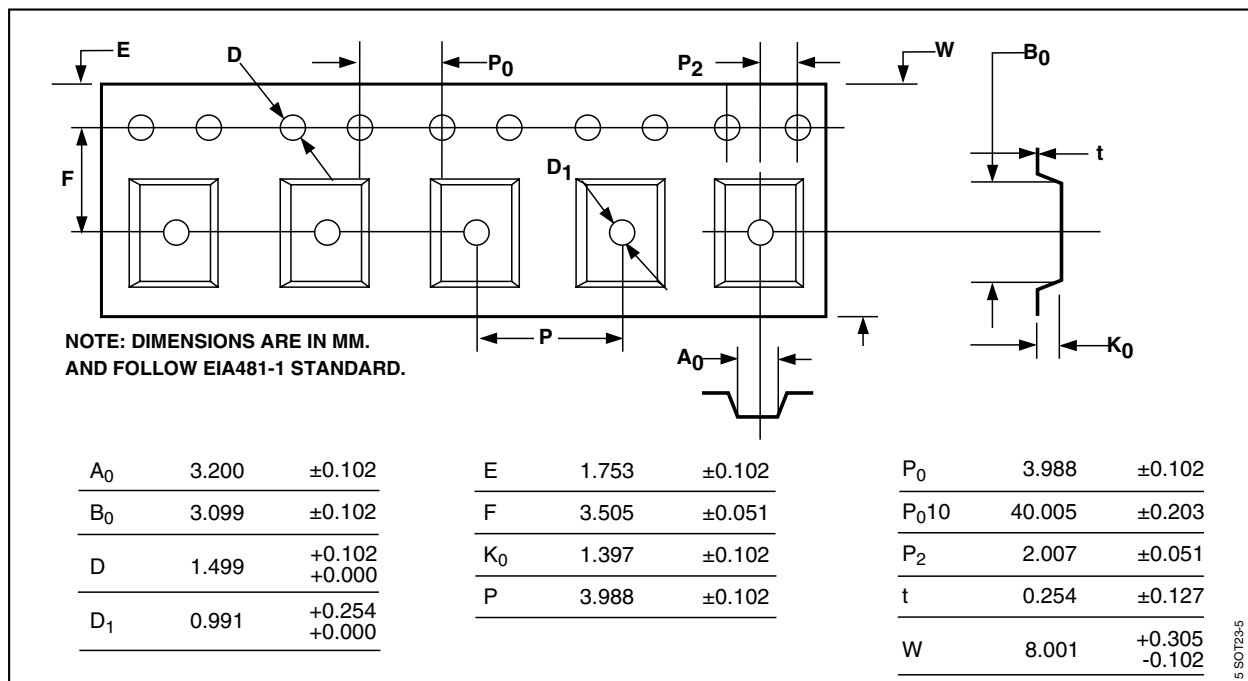 E
D
P0
P2
W
B0
F
D1
t
NOTE: DIMENSIONS ARE IN MM.
AND FOLLOW EIA481-1 STANDARD.
P
A0
K0
A0 3.200 ±0.102
B0 3.099 ±0.102
D 1.499 +0.102 +0.000
D1 0.991 +0.254 +0.000
E 1.753 ±0.102
F 3.505 ±0.051
K0 1.397 ±0.102
P 3.988 ±0.102
P0 3.988 ±0.102
P010 40.005 ±0.203
P2 2.007 ±0.051
t 0.254 ±0.127
W 8.001 +0.305 -0.102
5 SOT23-5